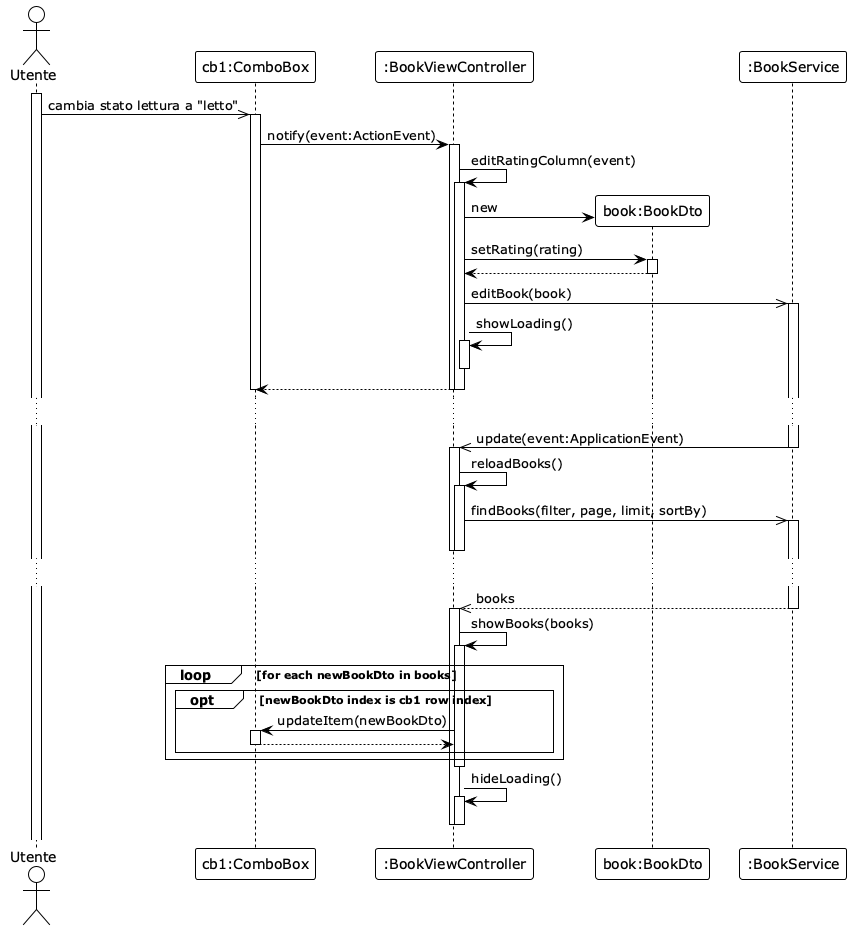 Utente
cb1:ComboBox
:BookViewController
:BookService
cambia stato lettura a "letto"
notify(event:ActionEvent)
editRatingColumn(event)
new
book:BookDto
setRating(rating)
editBook(book)
showLoading()
update(event:ApplicationEvent)
reloadBooks()
findBooks(filter, page, limit, sortBy)
books
showBooks(books)
loop [for each newBookDto in books]
opt [newBookDto index is cb1 row index]
updateItem(newBookDto)
hideLoading()
Utente
cb1:ComboBox
:BookViewController
book:BookDto
:BookService